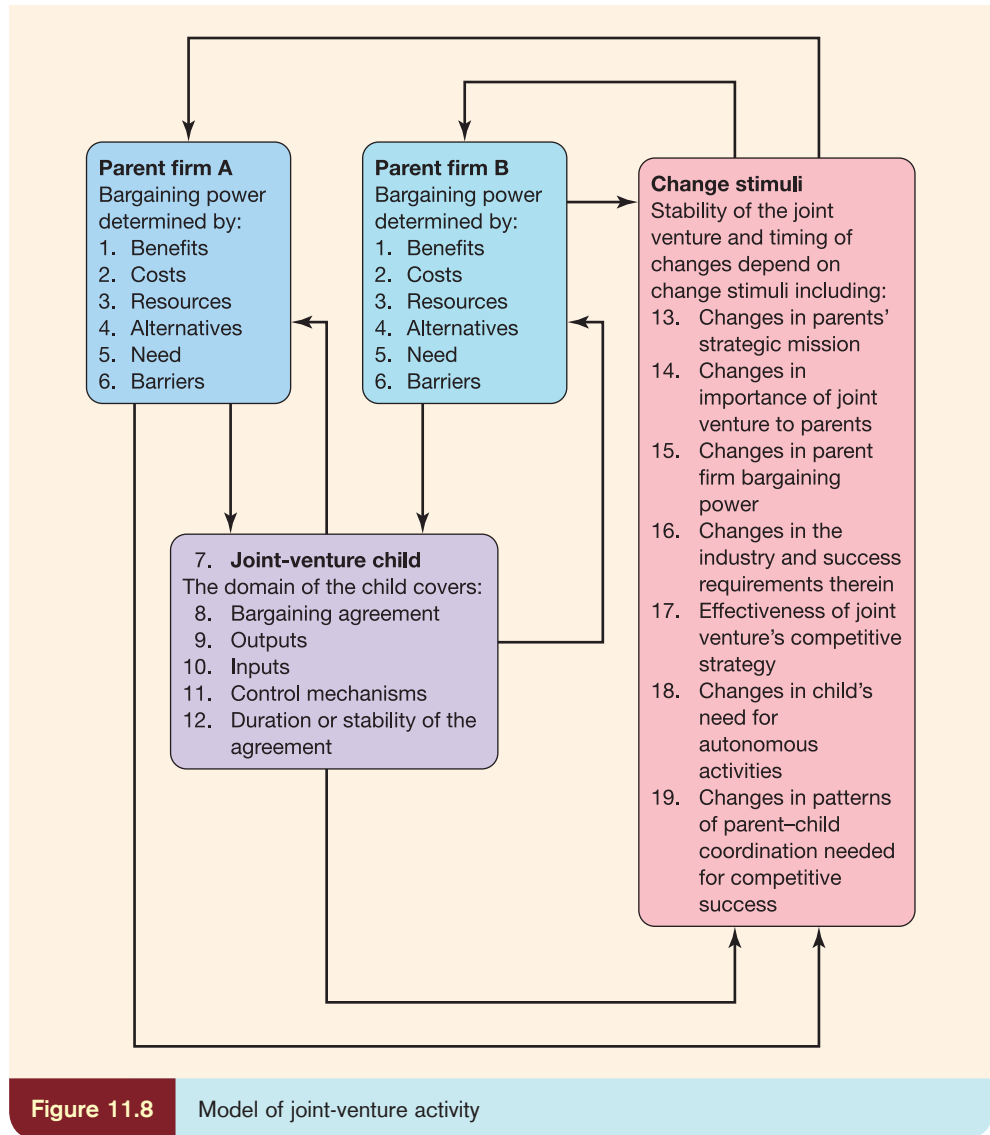 Parent firm A
Bargaining power
determined by:
1. Benefits
2. Costs
3. Resources
4. Alternatives
5. Need
6. Barriers
Parent firm B
Bargaining power
determined by:
1. Benefits
2. Costs
3. Resources
4. Alternatives
5. Need
6. Barriers
7. Joint-venture child
The domain of the child covers:
8. Bargaining agreement
9. Outputs
10. Inputs
11. Control mechanisms
12. Duration or stability of the
agreement
Change stimuli
Stability of the joint
venture and timing of
changes depend on
change stimuli including:
13. Changes in parents’
strategic mission
14. Changes in
importance of joint
venture to parents
15. Changes in parent
firm bargaining
power
16. Changes in the
industry and success
requirements therein
17. Effectiveness of joint
venture’s competitive
strategy
18. Changes in child’s
need for
autonomous
activities
19. Changes in patterns
of parent–child
coordination needed
for competitive
success
Figure 11.8 Model of joint-venture activity